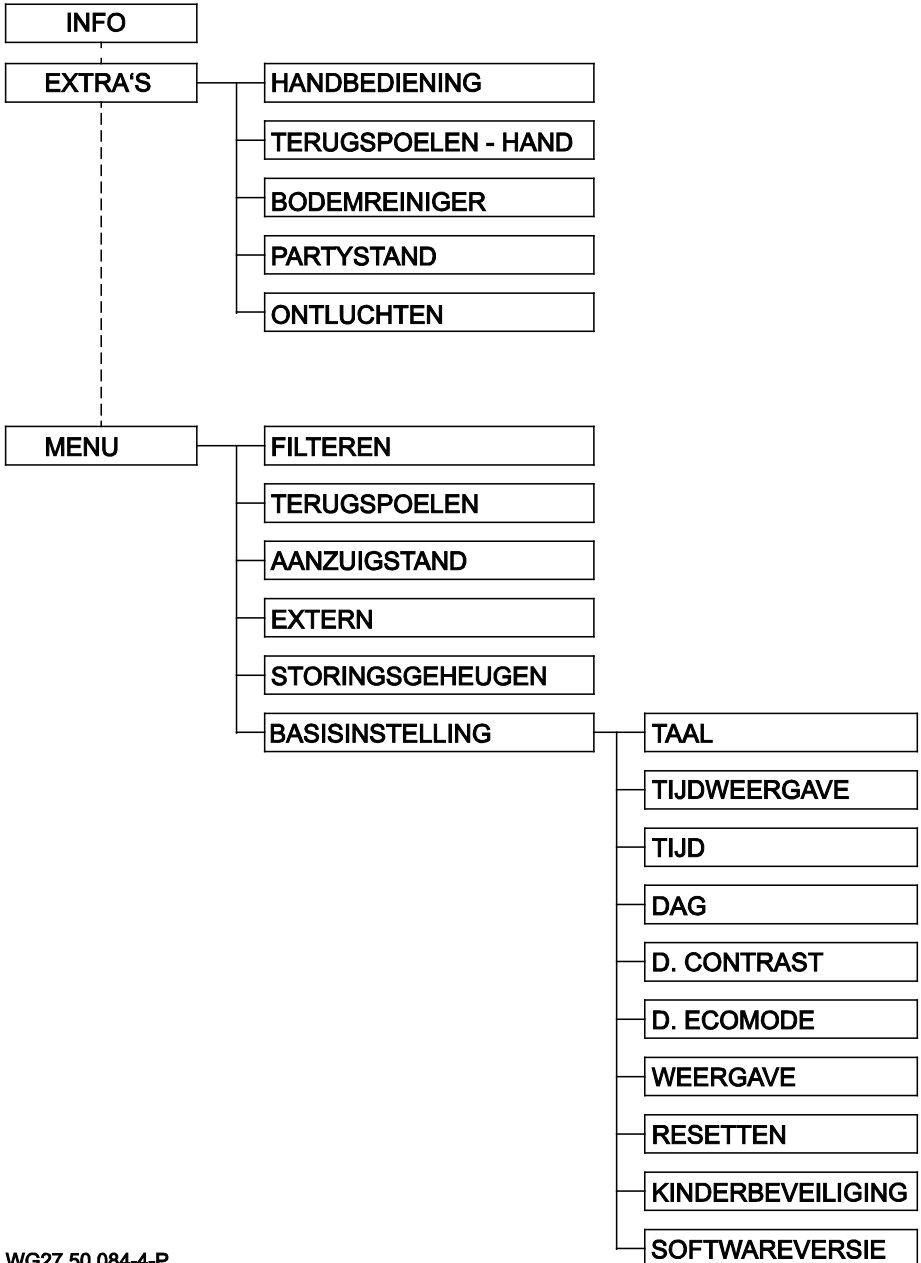 INFO
EXTRA‘S
HANDBEDIENING
TERUGSPOELEN - HAND
BODEMREINIGER
PARTYSTAND
ONTLUCHTEN
MENU
FILTEREN
TERUGSPOELEN
AANZUIGSTAND
EXTERN
STORINGSGEHEUGEN
BASISINSTELLING
TAAL
TIJDWEERGAVE
TIJD
DAG
D. CONTRAST
D. ECOMODE
WEERGAVE
RESETTEN
KINDERBEVEILIGING
SOFTWAREVERSIE
WG27.50.084-4-P